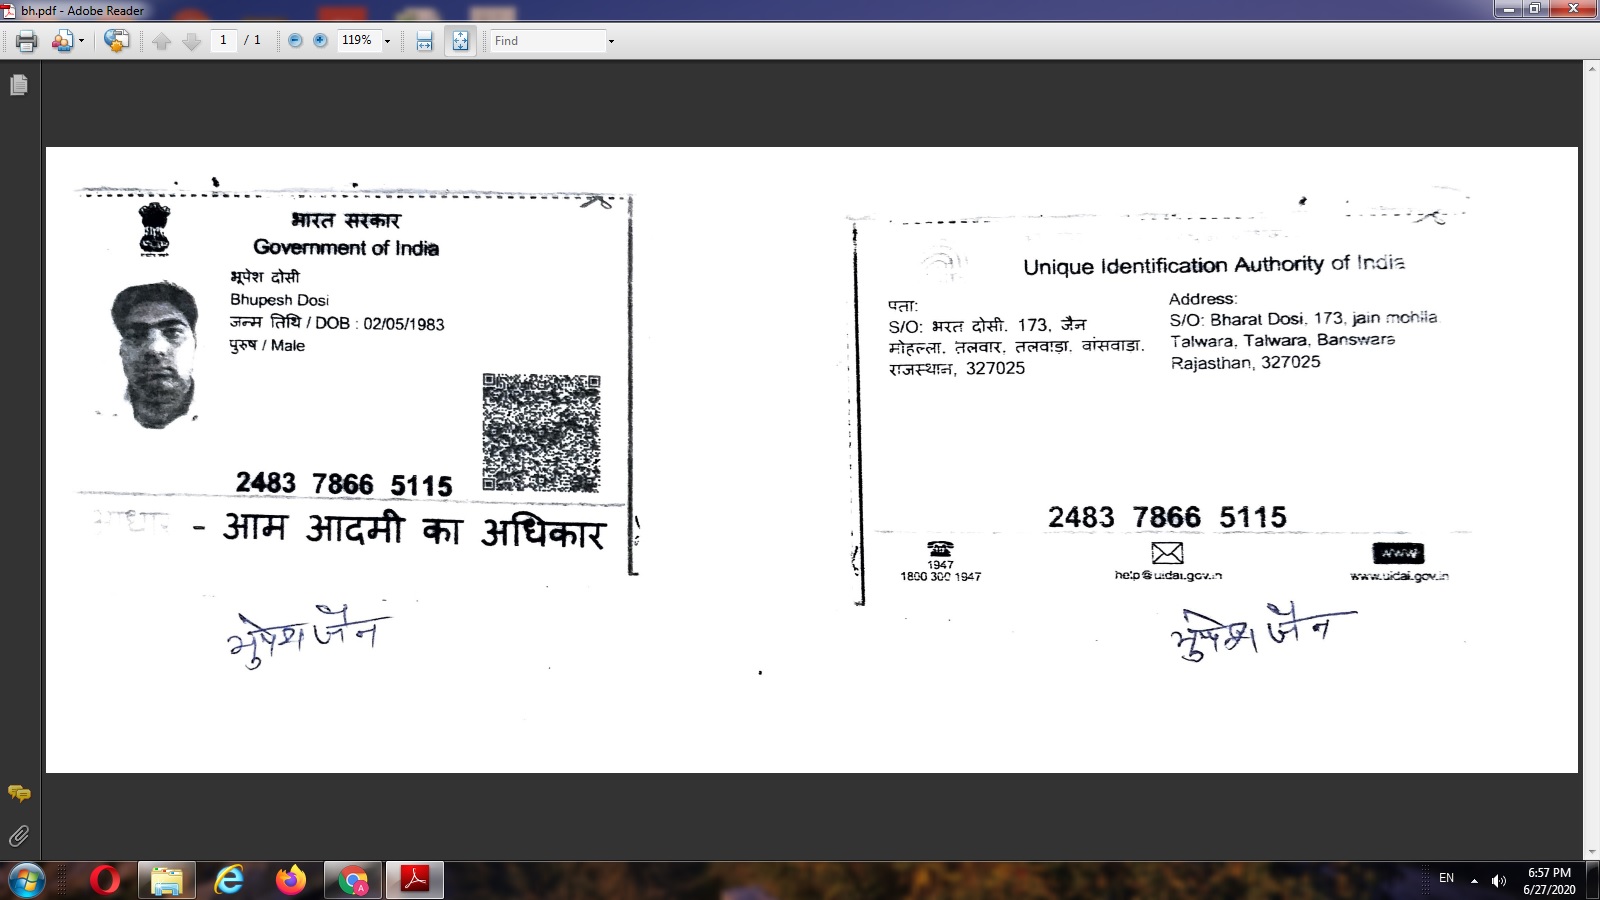 bh.pdf - Adobe Reader
1 / 1 119% Find
भारत सरकार
Government of India
भूपेश दोसी
Bhupesh Dosi
जन्म तिथि / DOB : 02/05/1983
पुरुष / Male
2483 7866 5115
आधार - आम आदमी का अधिकार
भुपेश जैन
Unique Identification Authority of India
पता:
S/O: भरत दोसी, 173, जैन
मोहल्ला, तलवार, तलवाड़ा, वांसवाडा,
राजस्थान, 327025
Address:
S/O: Bharat Dosi, 173, jain mohila
Talwara, Talwara, Banswara
Rajasthan, 327025
2483 7866 5115
1947
1800 300 1947
help@uidai.gov.in
www
www.uidai.gov.in
भुपेश जैन
EN
6:57 PM
6/27/2020